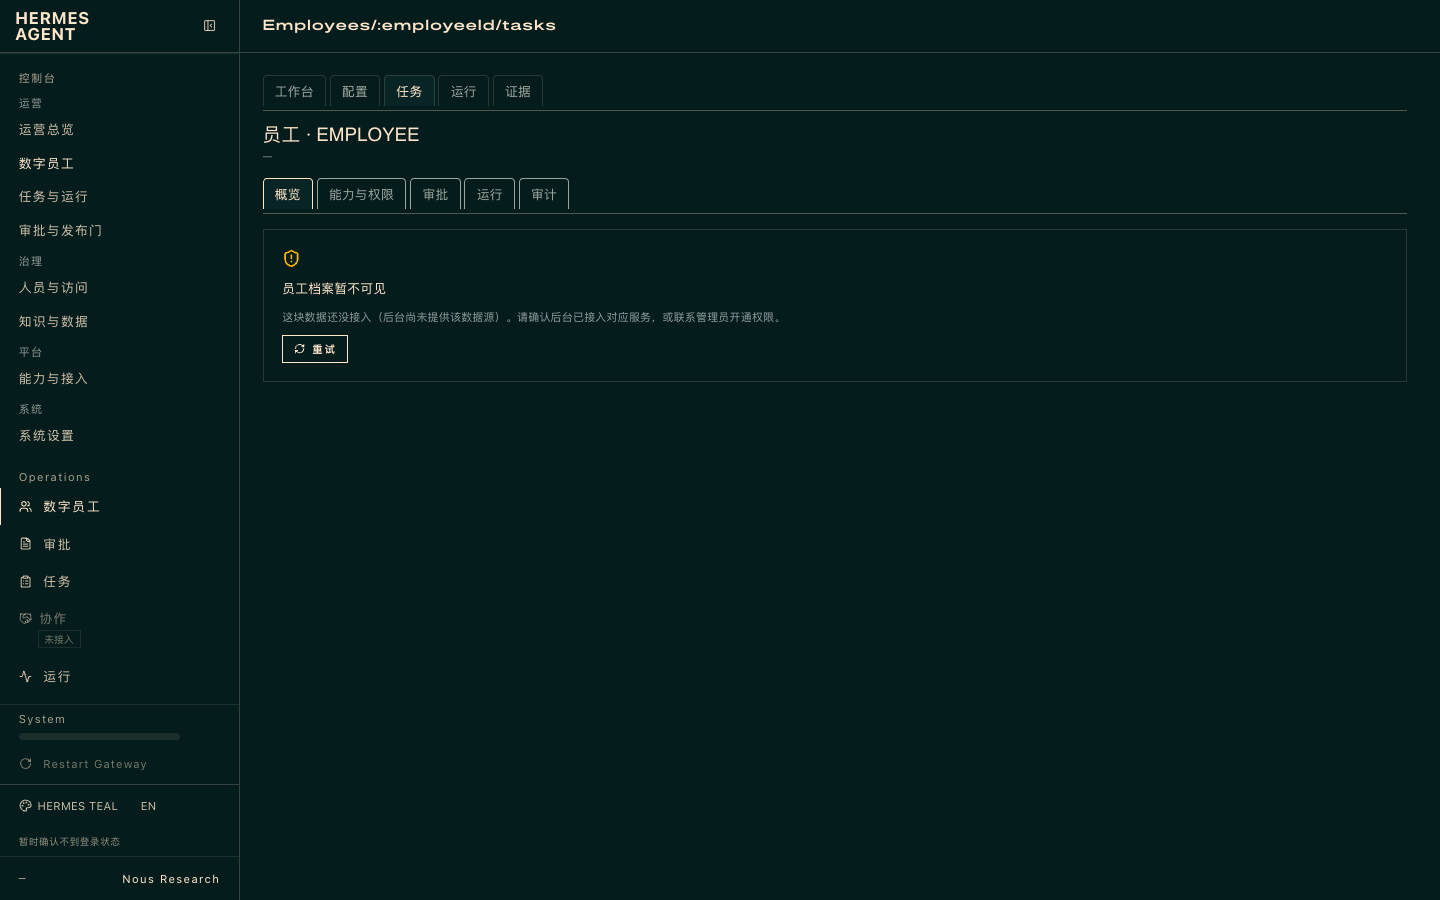 HERMES
AGENT
控制台
运营
运营总览
数字员工
任务与运行
审批与发布门
治理
人员与访问
知识与数据
平台
能力与接入
系统
系统设置
Operations
数字员工
审批
任务
协作
未接入
运行
System
Restart Gateway
HERMES TEAL EN
暂时确认不到登录状态
— Nous Research
Employees/:employeeId/tasks
工作台 配置 任务 运行 证据
员工 · EMPLOYEE
—
概览 能力与权限 审批 运行 审计
员工档案暂不可见
这块数据还没接入（后台尚未提供该数据源）。请确认后台已接入对应服务，或联系管理员开通权限。
重试